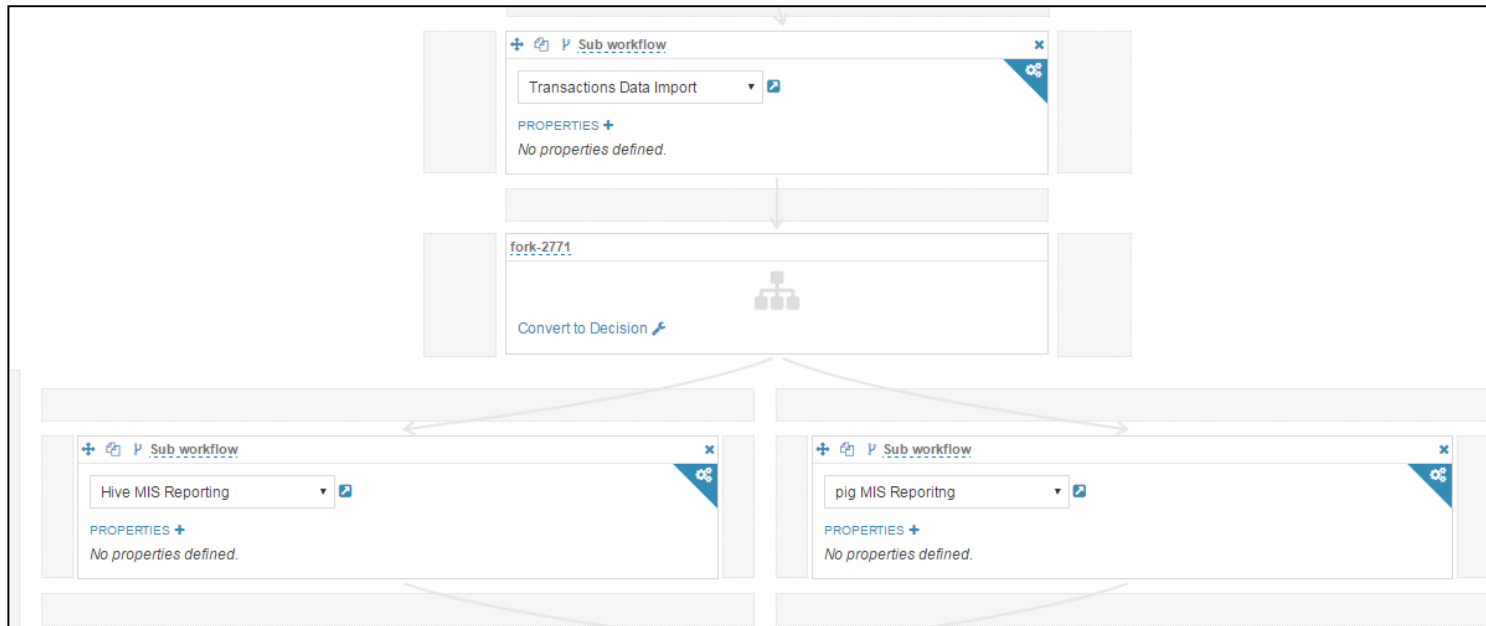 Sub workflow
Transactions Data Import
PROPERTIES
No properties defined.
fork-2771
Convert to Decision
Sub workflow
Hive MIS Reporting
PROPERTIES
No properties defined.
Sub workflow
pig MIS Reporitng
PROPERTIES
No properties defined.